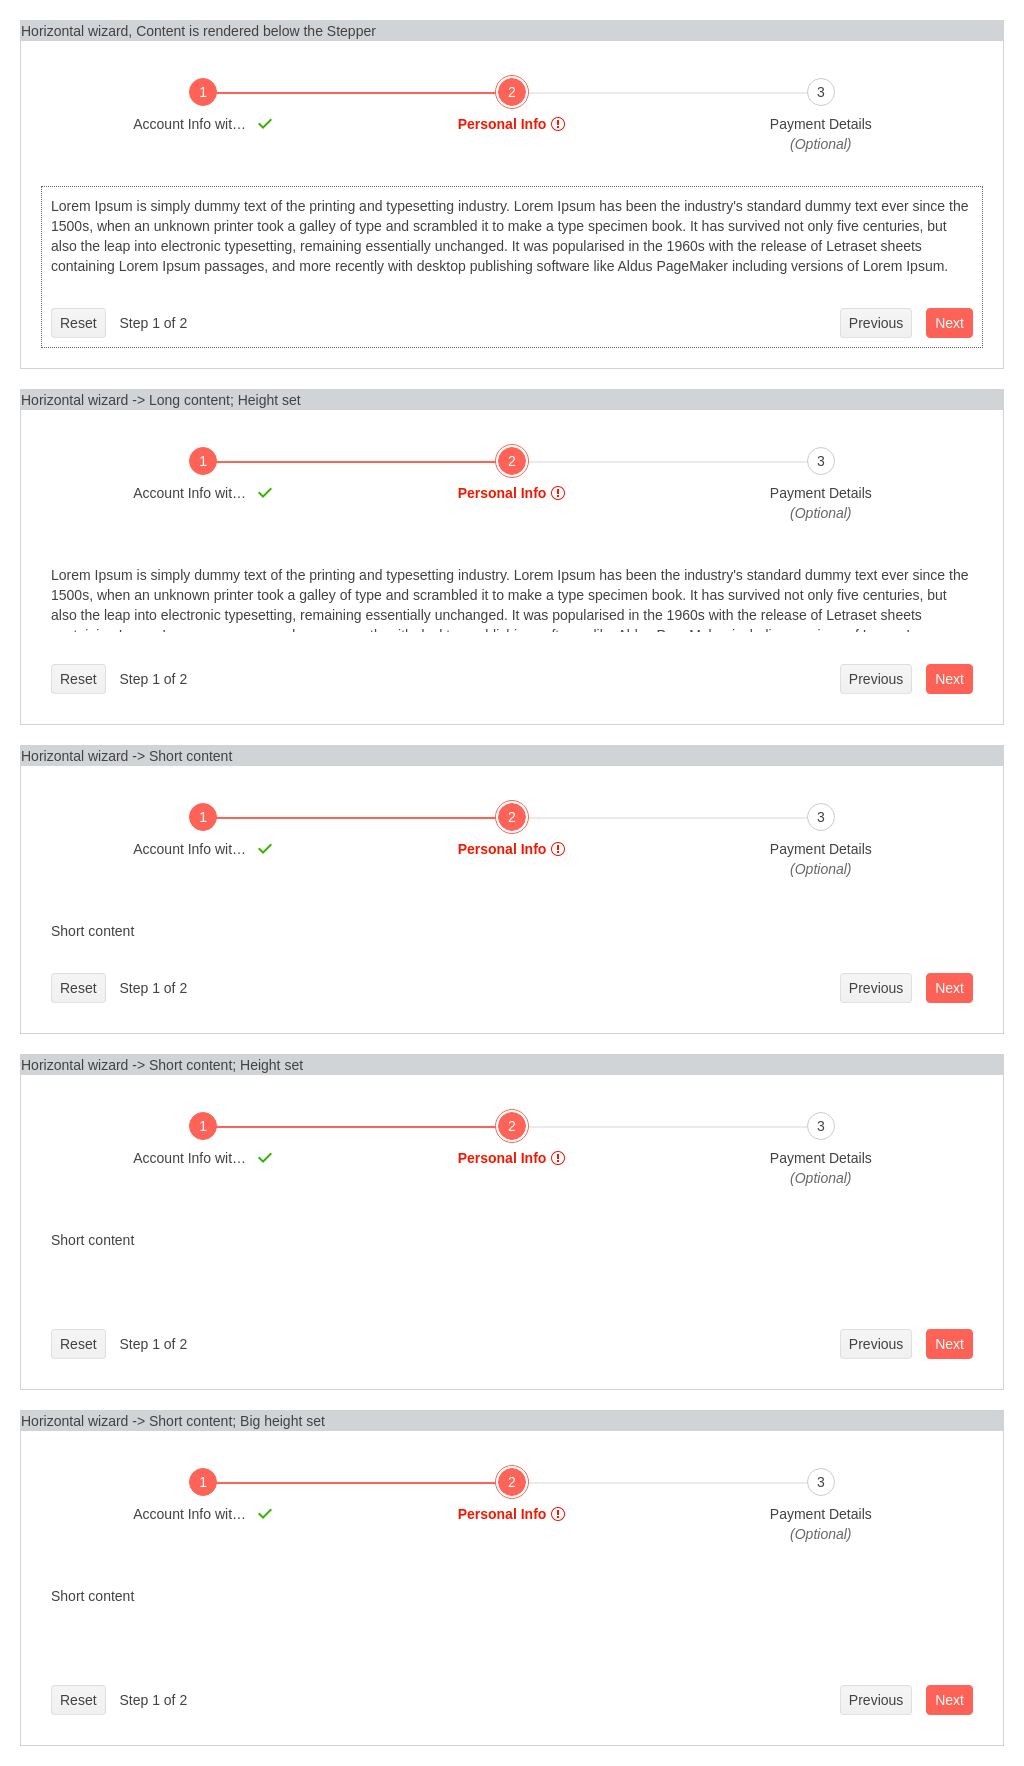 Horizontal wizard, Content is rendered below the Stepper
1 2 3
Account Info wit… Personal Info Payment Details
(Optional)
Lorem Ipsum is simply dummy text of the printing and typesetting industry. Lorem Ipsum has been the industry's standard dummy text ever since the
1500s, when an unknown printer took a galley of type and scrambled it to make a type specimen book. It has survived not only five centuries, but
also the leap into electronic typesetting, remaining essentially unchanged. It was popularised in the 1960s with the release of Letraset sheets
containing Lorem Ipsum passages, and more recently with desktop publishing software like Aldus PageMaker including versions of Lorem Ipsum.
Reset Step 1 of 2 Previous Next
Horizontal wizard -> Long content; Height set
1 2 3
Account Info wit… Personal Info Payment Details
(Optional)
Lorem Ipsum is simply dummy text of the printing and typesetting industry. Lorem Ipsum has been the industry's standard dummy text ever since the
1500s, when an unknown printer took a galley of type and scrambled it to make a type specimen book. It has survived not only five centuries, but
also the leap into electronic typesetting, remaining essentially unchanged. It was popularised in the 1960s with the release of Letraset sheets
Reset Step 1 of 2 Previous Next
Horizontal wizard -> Short content
1 2 3
Account Info wit… Personal Info Payment Details
(Optional)
Short content
Reset Step 1 of 2 Previous Next
Horizontal wizard -> Short content; Height set
1 2 3
Account Info wit… Personal Info Payment Details
(Optional)
Short content
Reset Step 1 of 2 Previous Next
Horizontal wizard -> Short content; Big height set
1 2 3
Account Info wit… Personal Info Payment Details
(Optional)
Short content
Reset Step 1 of 2 Previous Next